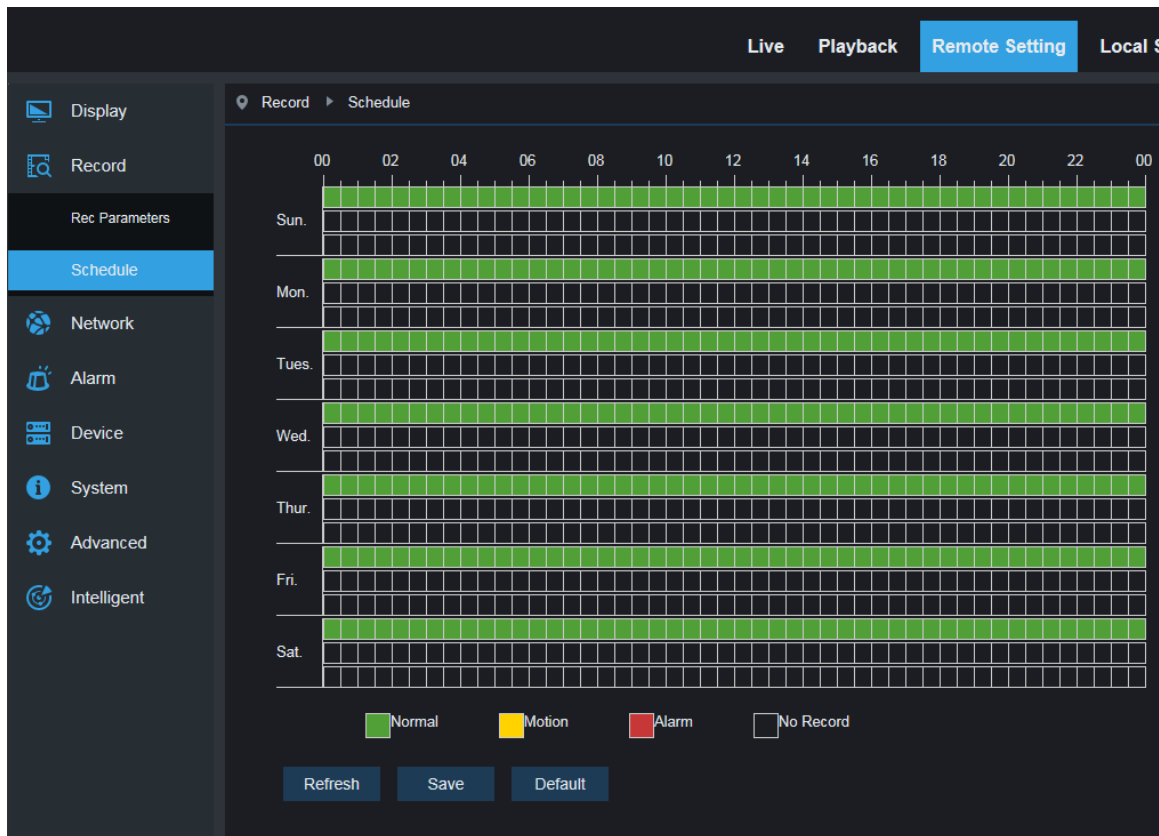 Live Playback Remote Setting Local S
Display
Record
Rec Parameters
Schedule
Network
Alarm
Device
System
Advanced
Intelligent
Record Schedule
00 02 04 06 08 10 12 14 16 18 20 22 00
Sun.
Mon.
Tues.
Wed.
Thur.
Fri.
Sat.
Normal Motion Alarm No Record
Refresh Save Default